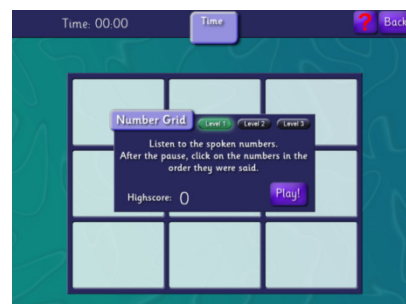 Time: 00:00
Time
?
Back
Number Grid
Level 1
Level 2
Level 3
Listen to the spoken numbers.
After the pause, click on the numbers in the
order they were said.
Highscore: 0
Play!